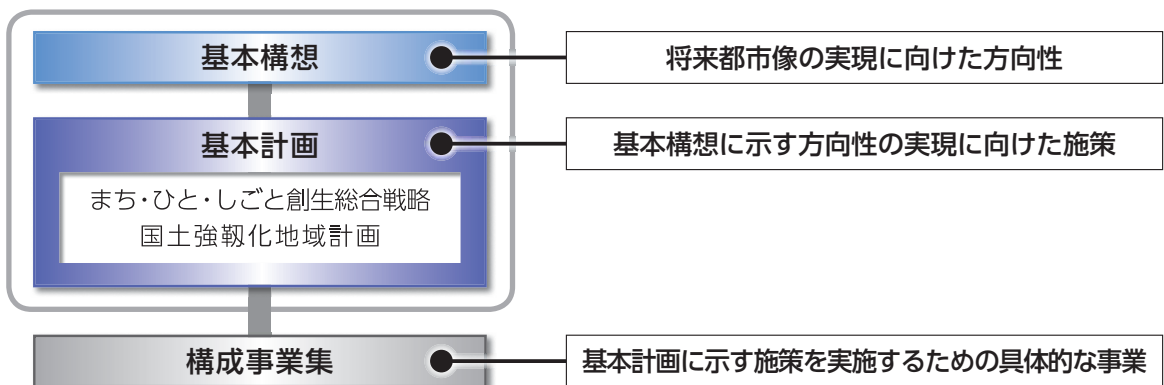 基本構想
将来都市像の実現に向けた方向性
基本計画
基本構想に示す方向性の実現に向けた施策
まち・ひと・しごと創生総合戦略
国土強靱化地域計画
構成事業集
基本計画に示す施策を実施するための具体的な事業